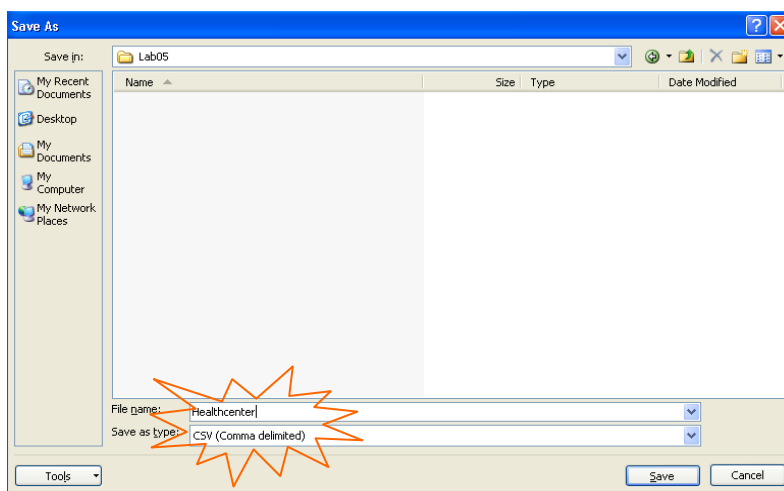 Save As
Save in:
Lab05
My Recent
Documents
Desktop
My
Documents
My
Computer
My Network
Places
Name
Size
Type
Date Modified
File name:
Healthcenter
Save as type:
CSV (Comma delimited)
Tools
Save
Cancel